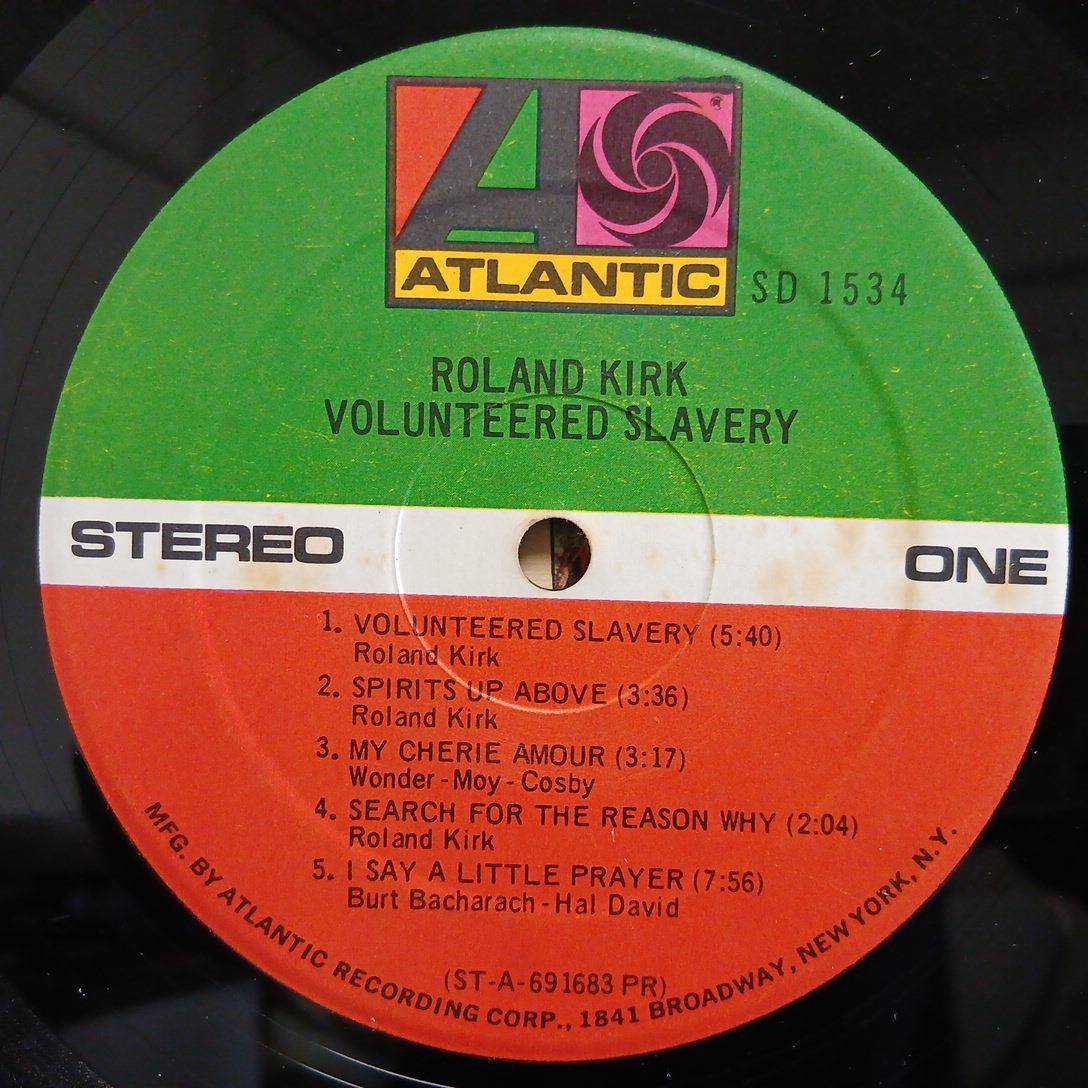 A
ATLANTIC
SD 1534
ROLAND KIRK
VOLUNTEERED SLAVERY
STEREO
ONE
1. VOLUNTEERED SLAVERY (5:40)
Roland Kirk
2. SPIRITS UP ABOVE (3:36)
Roland Kirk
3. MY CHERIE AMOUR (3:17)
Wonder-Moy-Cosby
4. SEARCH FOR THE REASON WHY (2:04)
Roland Kirk
5. I SAY A LITTLE PRAYER (7:56)
Burt Bacharach-Hal David
(ST-A-691683 PR)
MFG. BY ATLANTIC RECORDING CORP., 1841 BROADWAY, NEW YORK, N.Y.